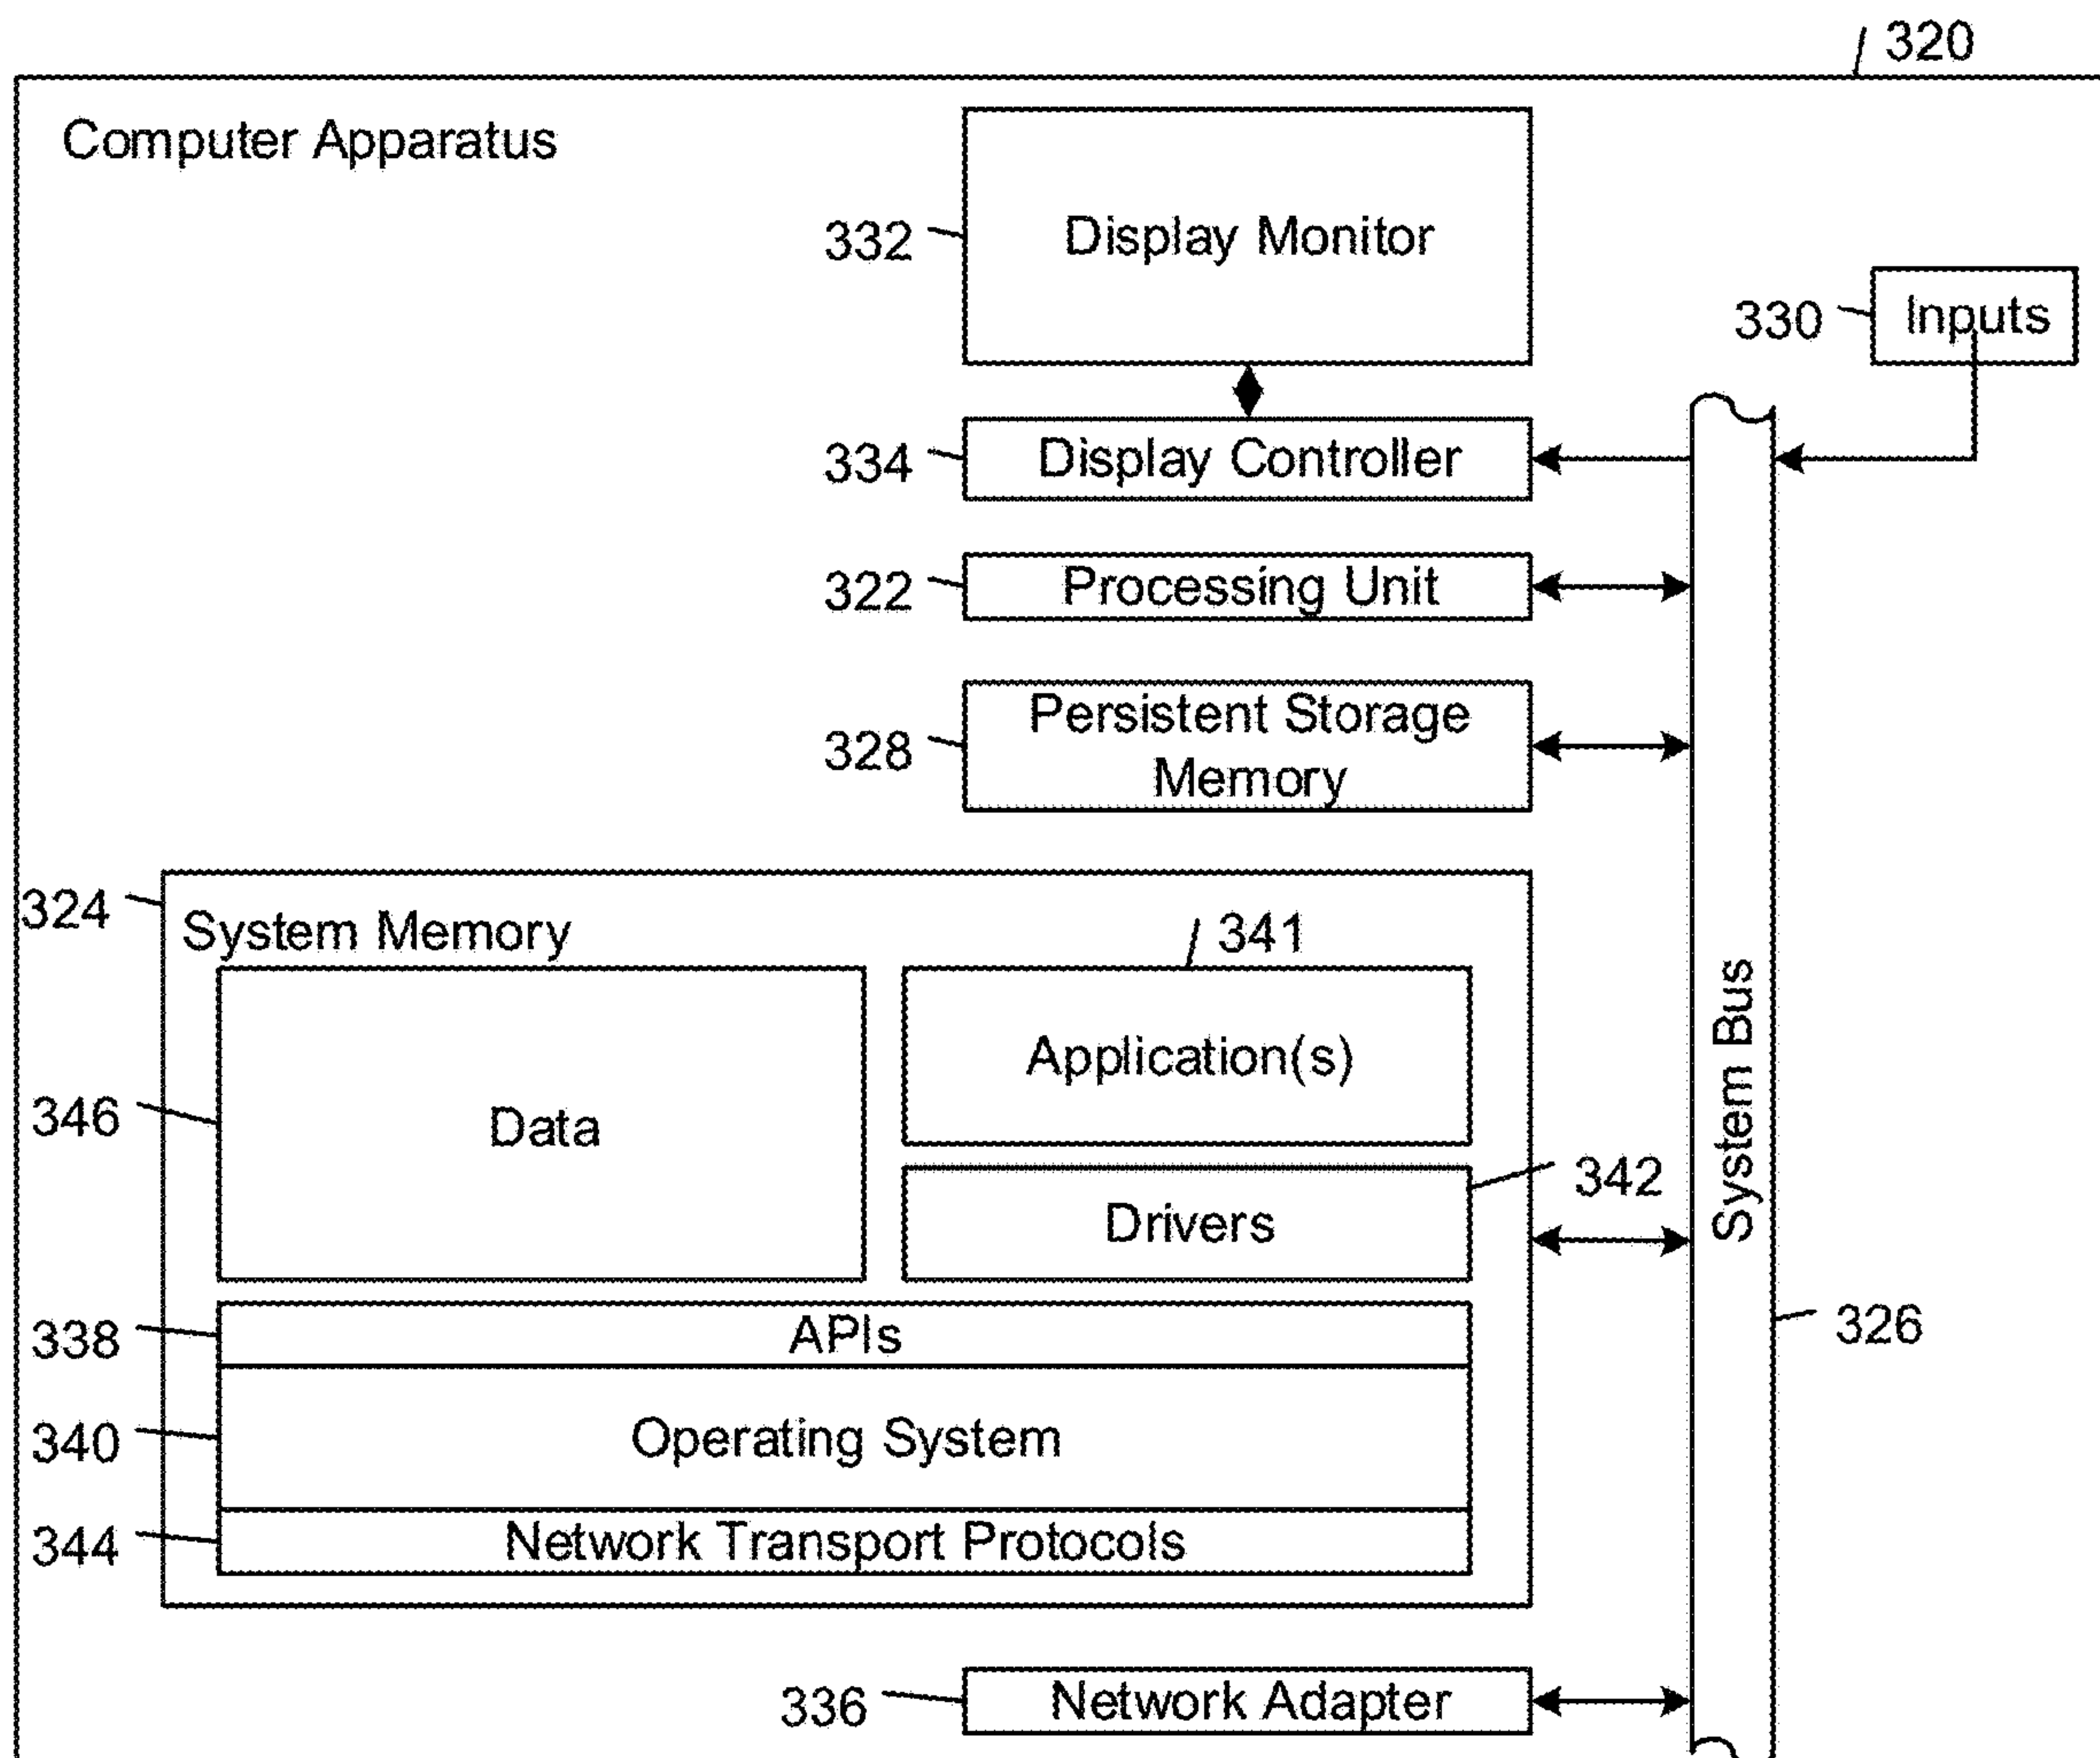 320
Computer Apparatus
332
Display Monitor
330
Inputs
334
Display Controller
322
Processing Unit
328
Persistent Storage
Memory
324
System Memory
341
346
Data
Application(s)
342
Drivers
System Bus
326
338
APIs
340
Operating System
344
Network Transport Protocols
336
Network Adapter